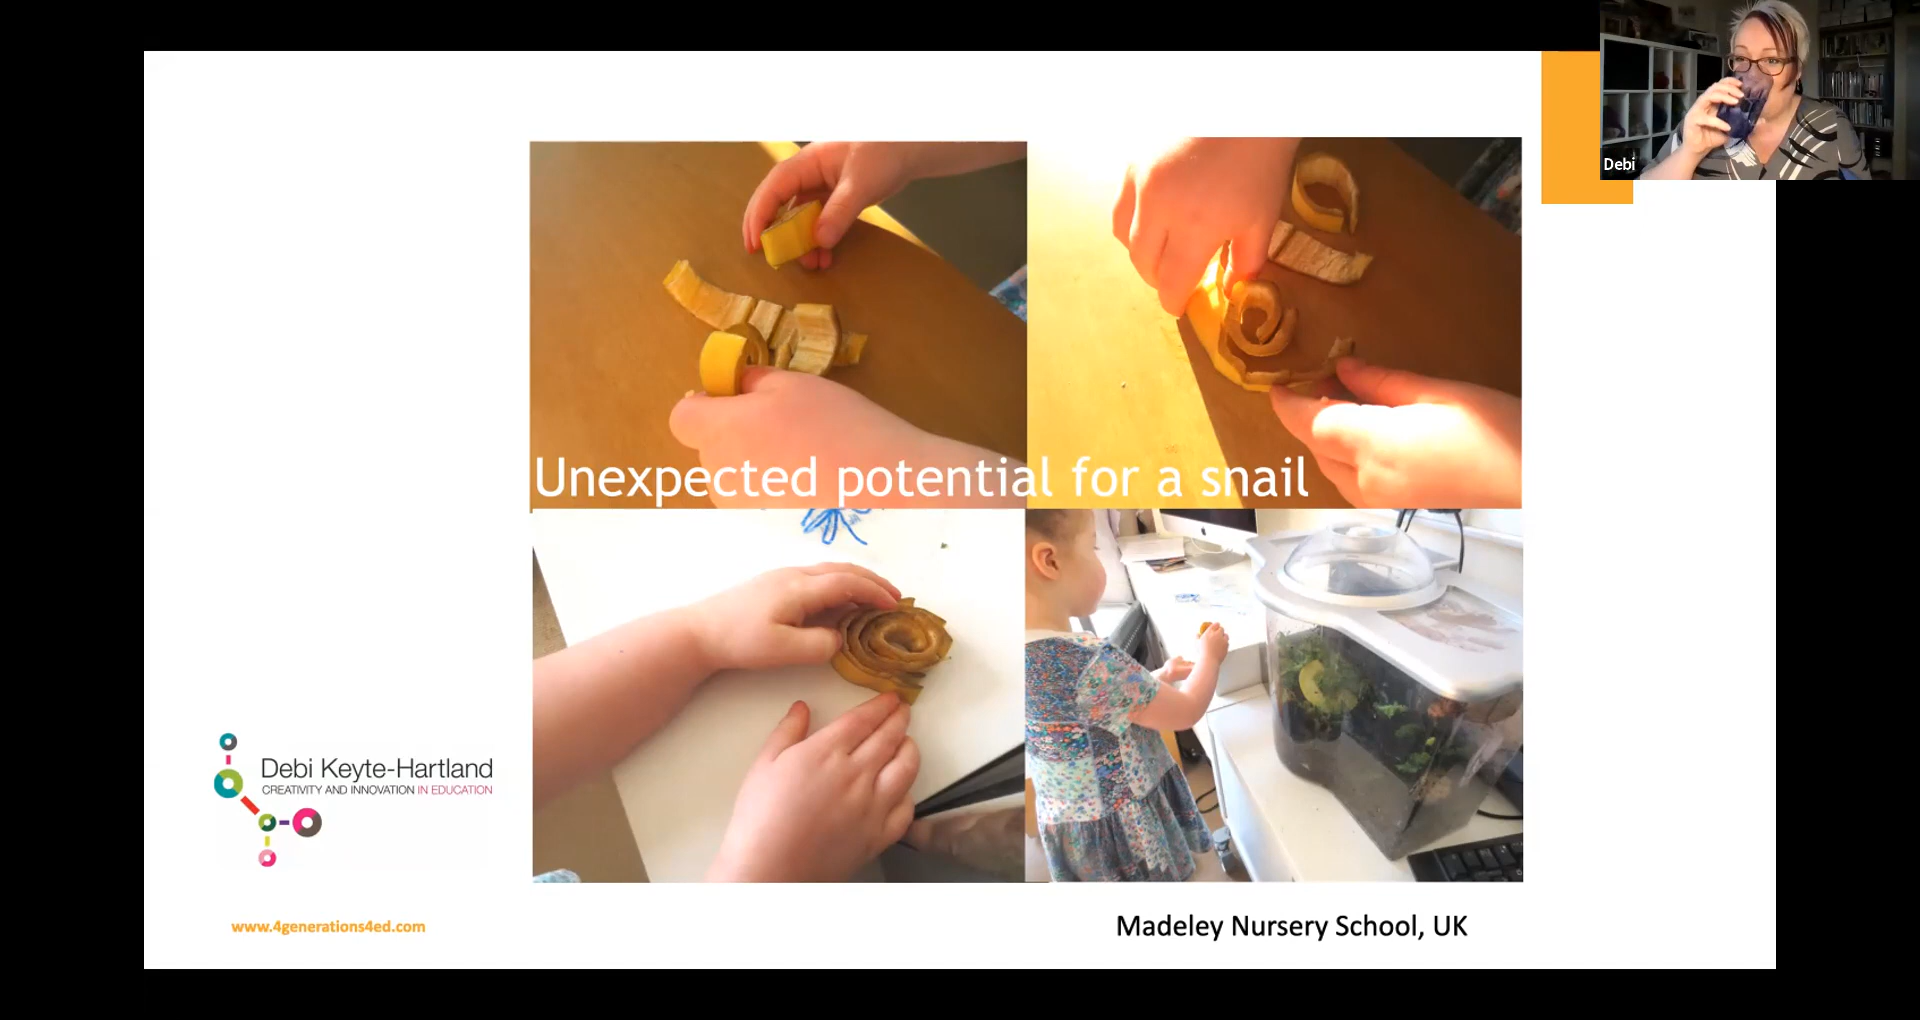 Debi
Unexpected potential for a snail
Debi Keyte-Hartland
CREATIVITY AND INNOVATION IN EDUCATION
www.4generations4ed.com
Madeley Nursery School, UK